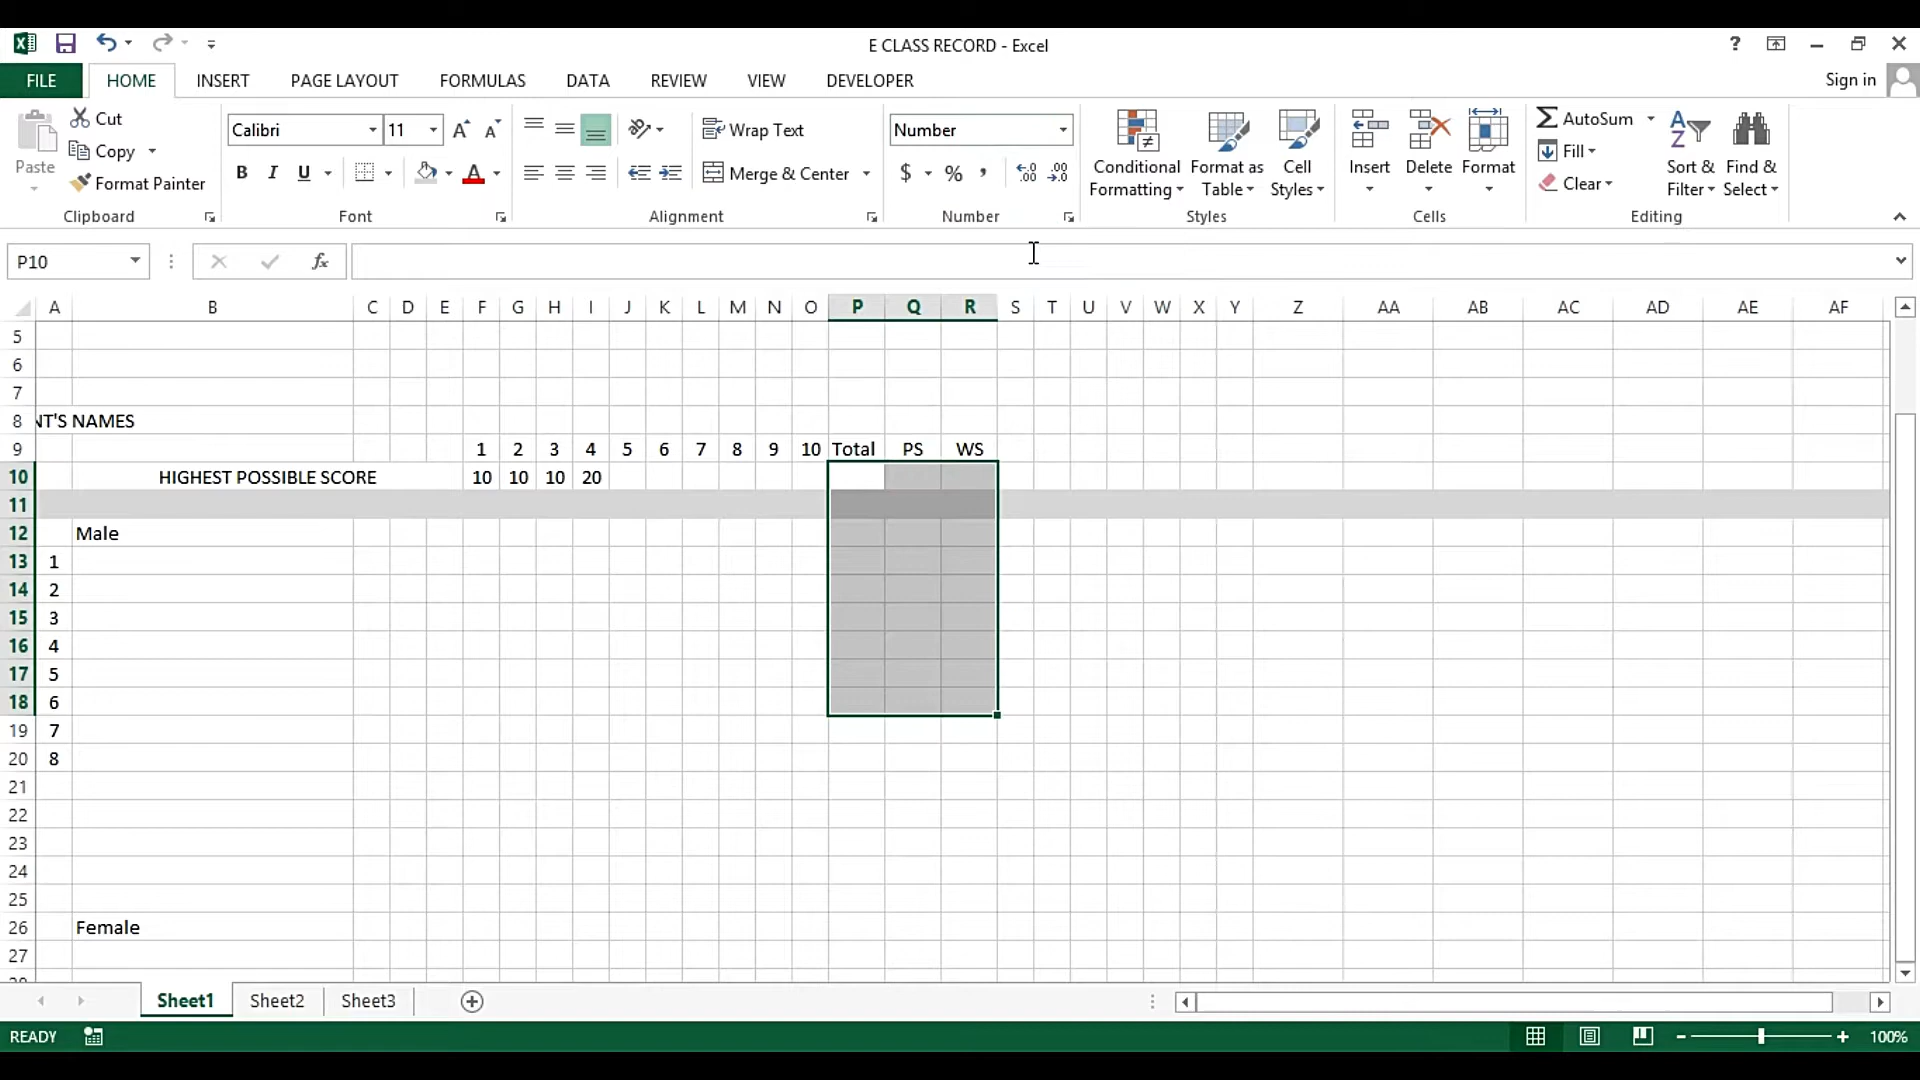 E CLASS RECORD - Excel
?
FILE HOME INSERT PAGE LAYOUT FORMULAS DATA REVIEW VIEW DEVELOPER Sign in
Paste Cut Copy Format Painter
Clipboard
Calibri 11
B I U A
Font
Wrap Text
Merge & Center
Alignment
Number
$ % ,
Number
Conditional Formatting Format as Table Cell Styles
Styles
Insert Delete Format
Cells
AutoSum Fill Clear
Sort & Filter Find & Select
Editing
P10 fx
A B C D E F G H I J K L M N O P Q R S T U V W X Y Z AA AB AC AD AE AF
5
6
7
8 NT'S NAMES
9 1 2 3 4 5 6 7 8 9 10 Total PS WS
10 HIGHEST POSSIBLE SCORE 10 10 10 20
11
12 Male
13 1
14 2
15 3
16 4
17 5
18 6
19 7
20 8
21
22
23
24
25
26 Female
27
Sheet1 Sheet2 Sheet3
READY 100%